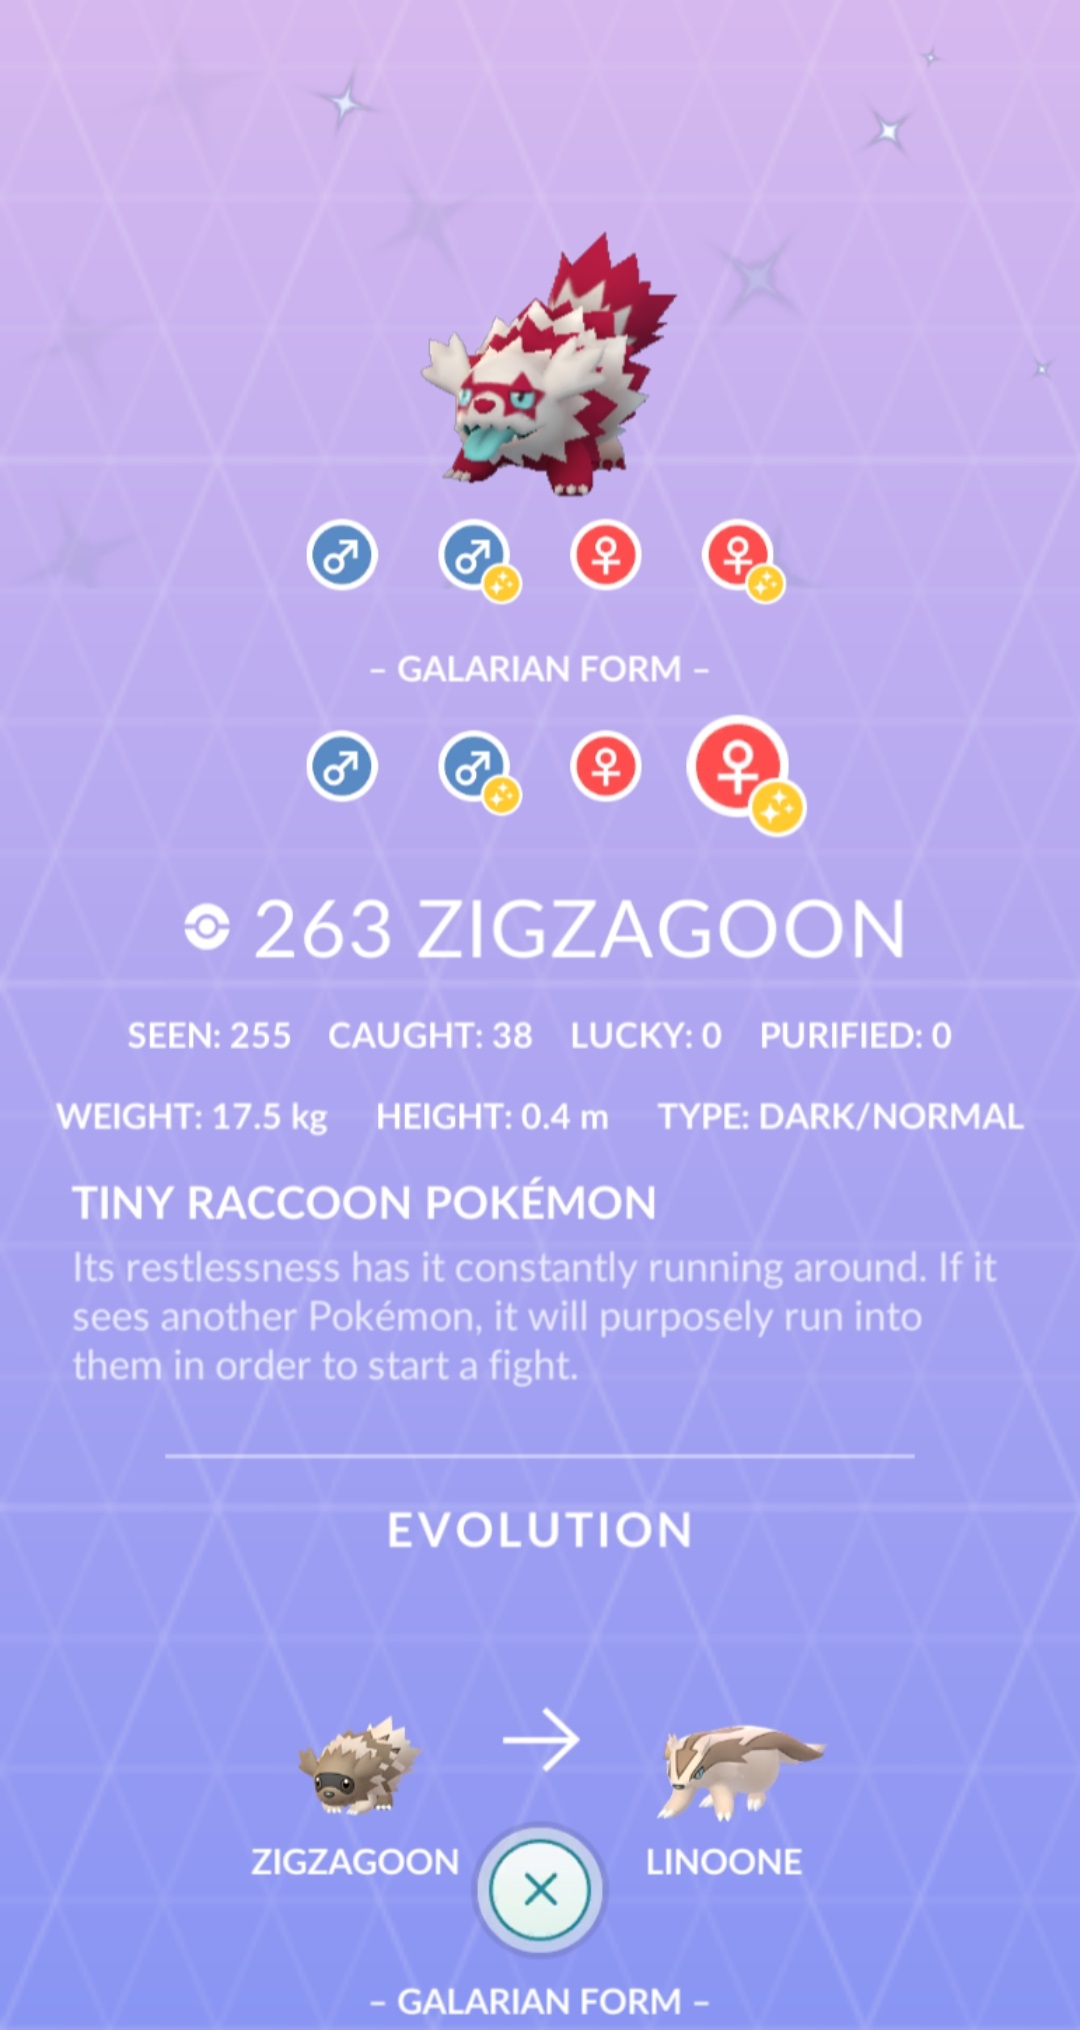 – GALARIAN FORM –
263 ZIGZAGOON
SEEN: 255 CAUGHT: 38 LUCKY: 0 PURIFIED: 0
WEIGHT: 17.5 kg HEIGHT: 0.4 m TYPE: DARK/NORMAL
TINY RACCOON POKÉMON
Its restlessness has it constantly running around. If it
sees another Pokémon, it will purposely run into
them in order to start a fight.
EVOLUTION
ZIGZAGOON LINOONE
– GALARIAN FORM –